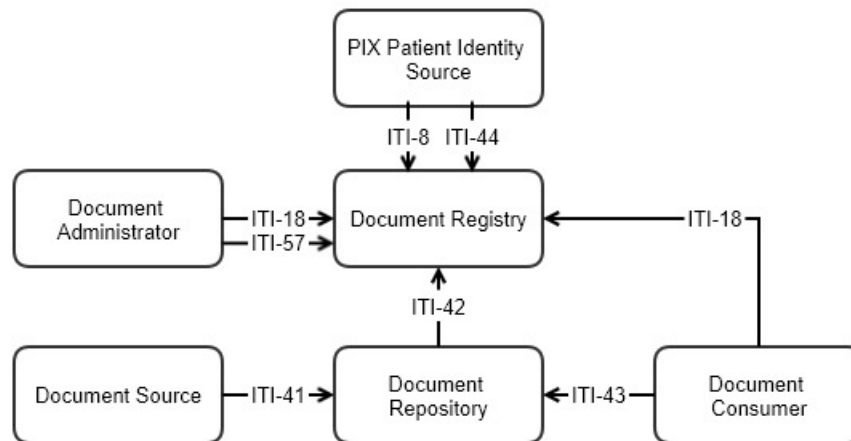 PIX Patient Identity
Source
ITI-8
ITI-44
Document
Administrator
ITI-18
ITI-57
Document Registry
ITI-18
ITI-42
Document Source
ITI-41
Document
Repository
ITI-43
Document
Consumer